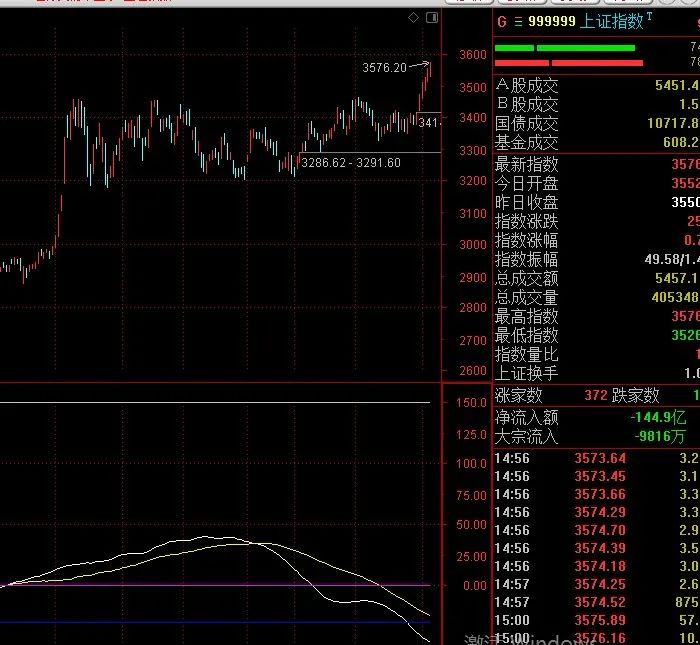 G 999999 上证指数 T
3600
3576.20
3500
A股成交 5451.4
B股成交 1.5
3400
341
国债成交 10717.8
基金成交 608.2
3300
3286.62 - 3291.60
最新指数 3576
3200
今日开盘 3552
昨日收盘 3550
3100
指数涨跌 25
指数涨幅 0.7
3000
指数振幅 49.58/1.4
2900
总成交额 5457.1
总成交量 405348
2800
最高指数 3576
最低指数 3526
2700
指数量比 1
2600
上证换手 1.0
涨家数 372 跌家数 1
150.0
净流入额 -144.9亿
125.0
大宗流入 -9816万
100.0
14:56 3573.64 3.2
14:56 3573.45 3.1
75.00
14:56 3573.66 3.3
14:56 3574.29 3.3
50.00
14:56 3574.70 2.9
14:56 3574.39 3.5
25.00
14:56 3574.18 3.0
0.00
14:57 3574.25 2.6
14:57 3574.52 875
15:00 3575.89 57.
15:00 3576.16 10.
激活 Windows